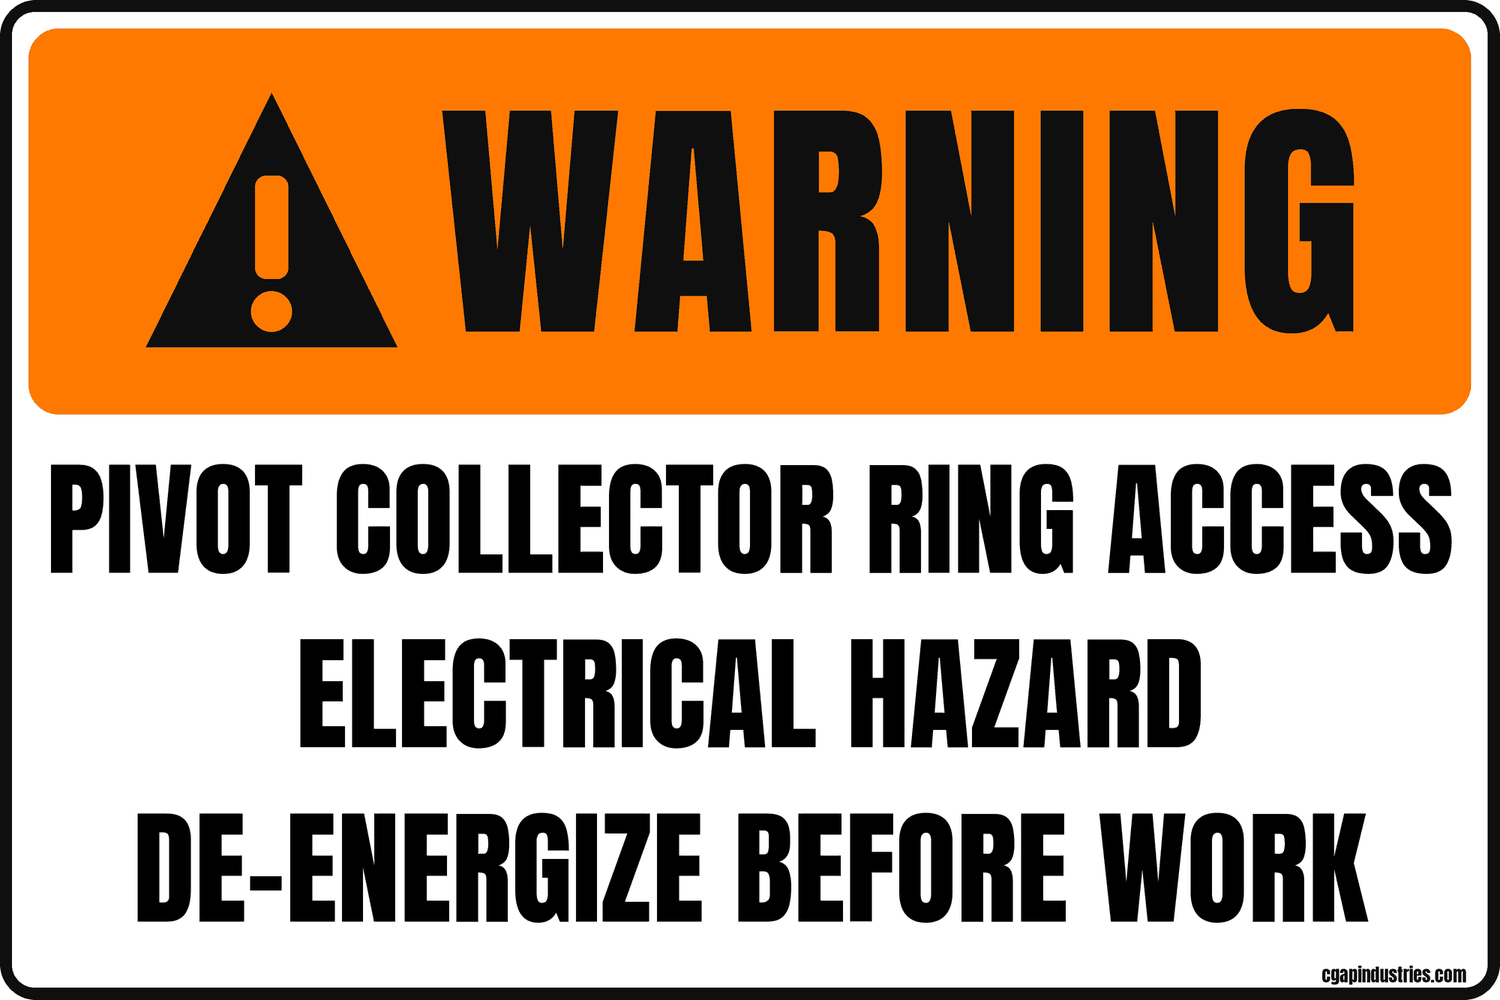 WARNING
PIVOT COLLECTOR RING ACCESS
ELECTRICAL HAZARD
DE-ENERGIZE BEFORE WORK
cgapindustries.com